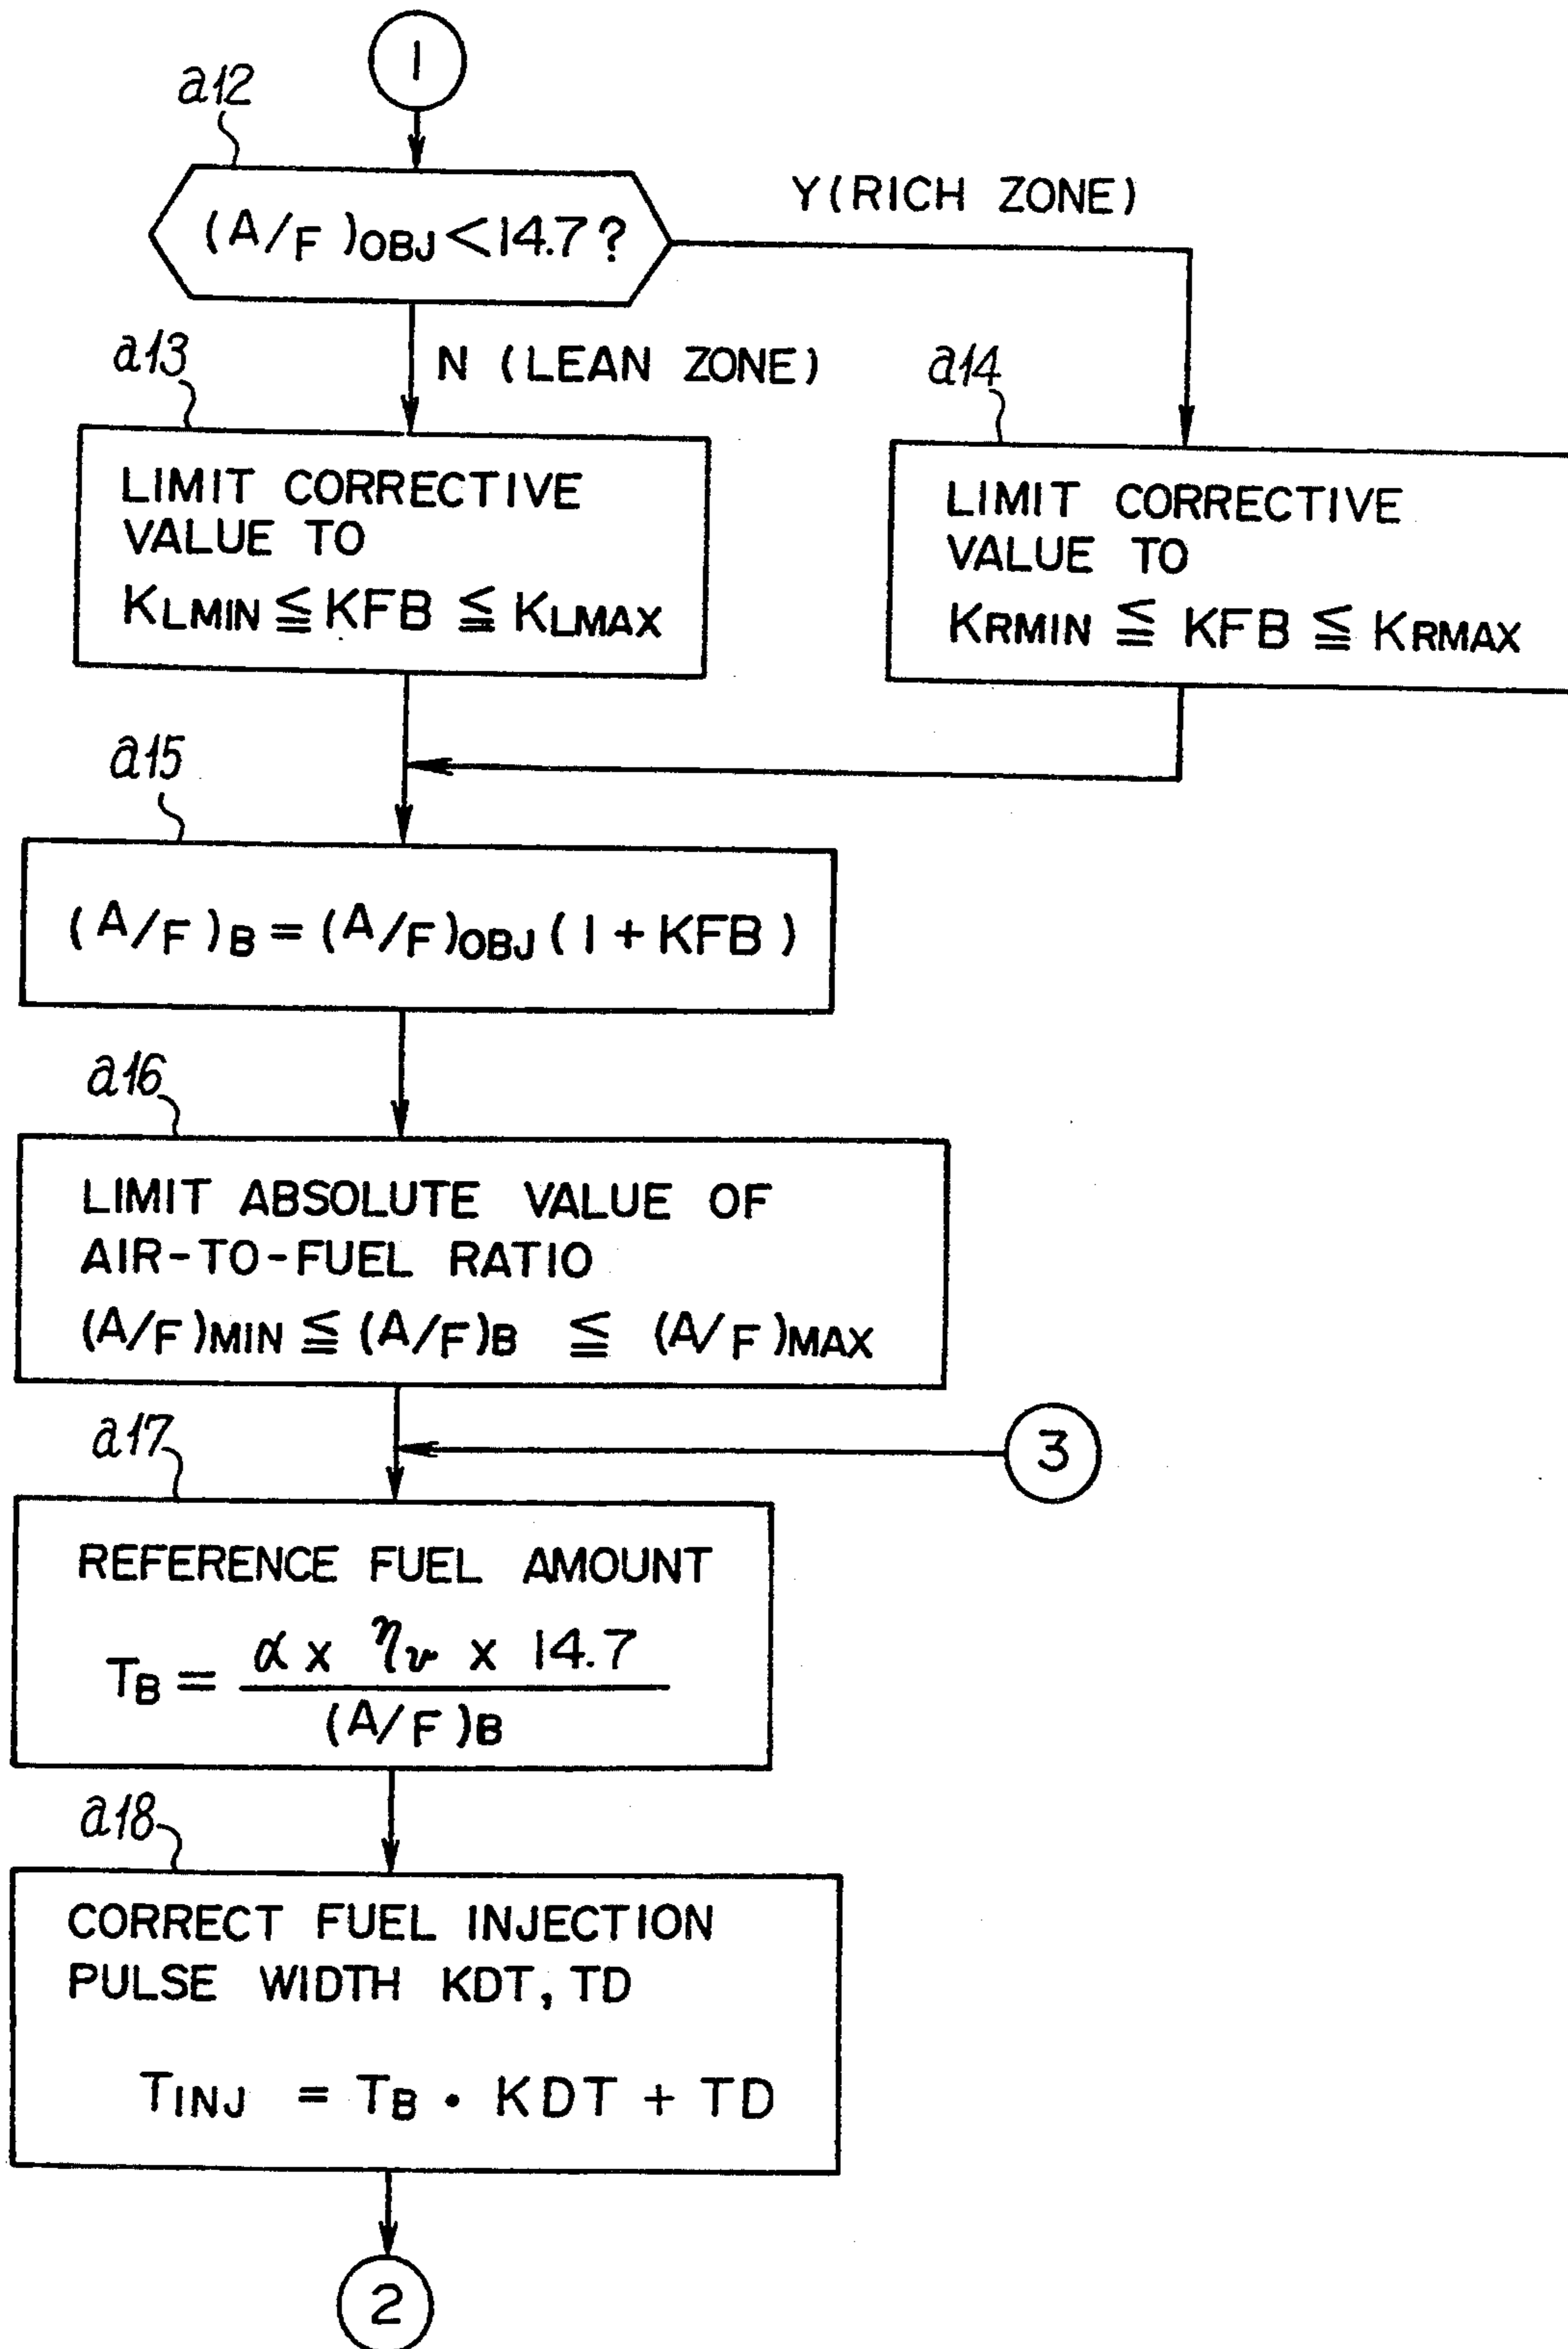 1
a12
(A/F)OBJ<14.7?
Y(RICH ZONE)
N (LEAN ZONE)
a13
LIMIT CORRECTIVE
VALUE TO
KLMIN ≦ KFB ≦ KLMAX
a14
LIMIT CORRECTIVE
VALUE TO
KRMIN ≦ KFB ≦ KRMAX
a15
(A/F)B = (A/F)OBJ (1 + KFB)
a16
LIMIT ABSOLUTE VALUE OF
AIR-TO-FUEL RATIO
(A/F)MIN ≦ (A/F)B ≦ (A/F)MAX
3
a17
REFERENCE FUEL AMOUNT
TB = α x ηv x 14.7
(A/F)B
a18
CORRECT FUEL INJECTION
PULSE WIDTH KDT, TD
TINJ = TB · KDT + TD
2